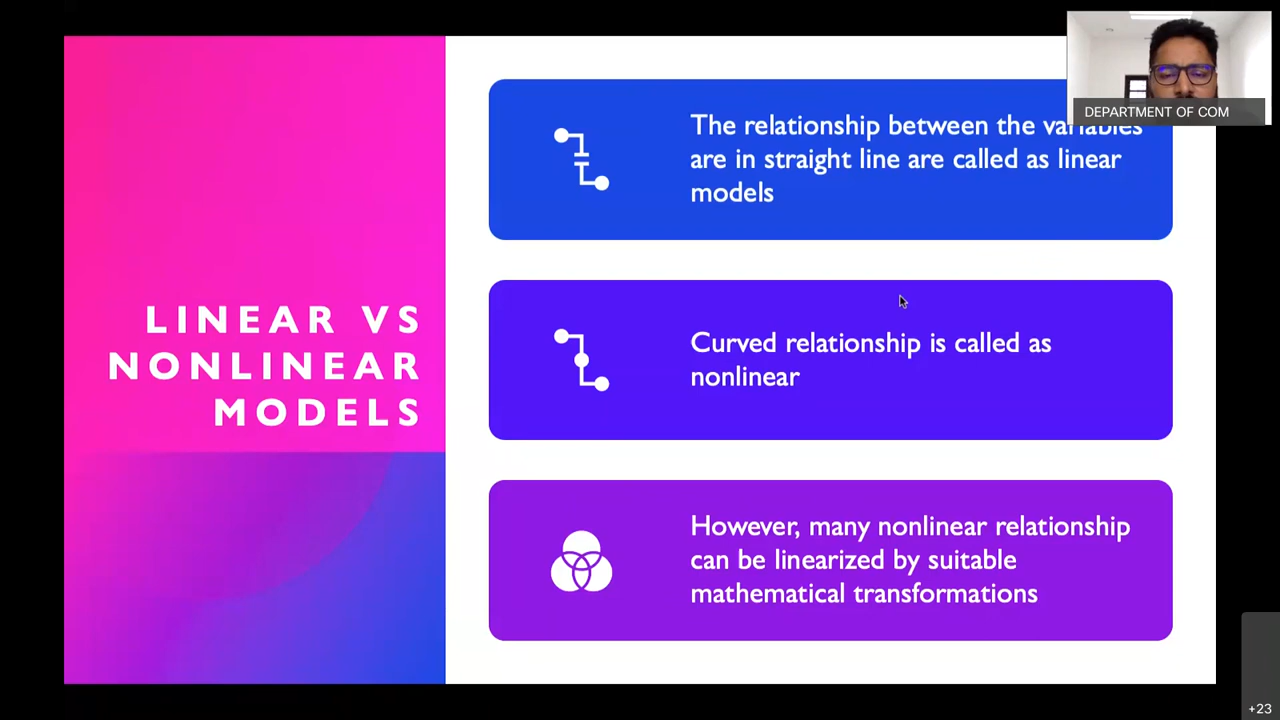 LINEAR VS
NONLINEAR
MODELS
The relationship between the variables
are in straight line are called as linear
models
Curved relationship is called as
nonlinear
However, many nonlinear relationship
can be linearized by suitable
mathematical transformations
DEPARTMENT OF COM
+23